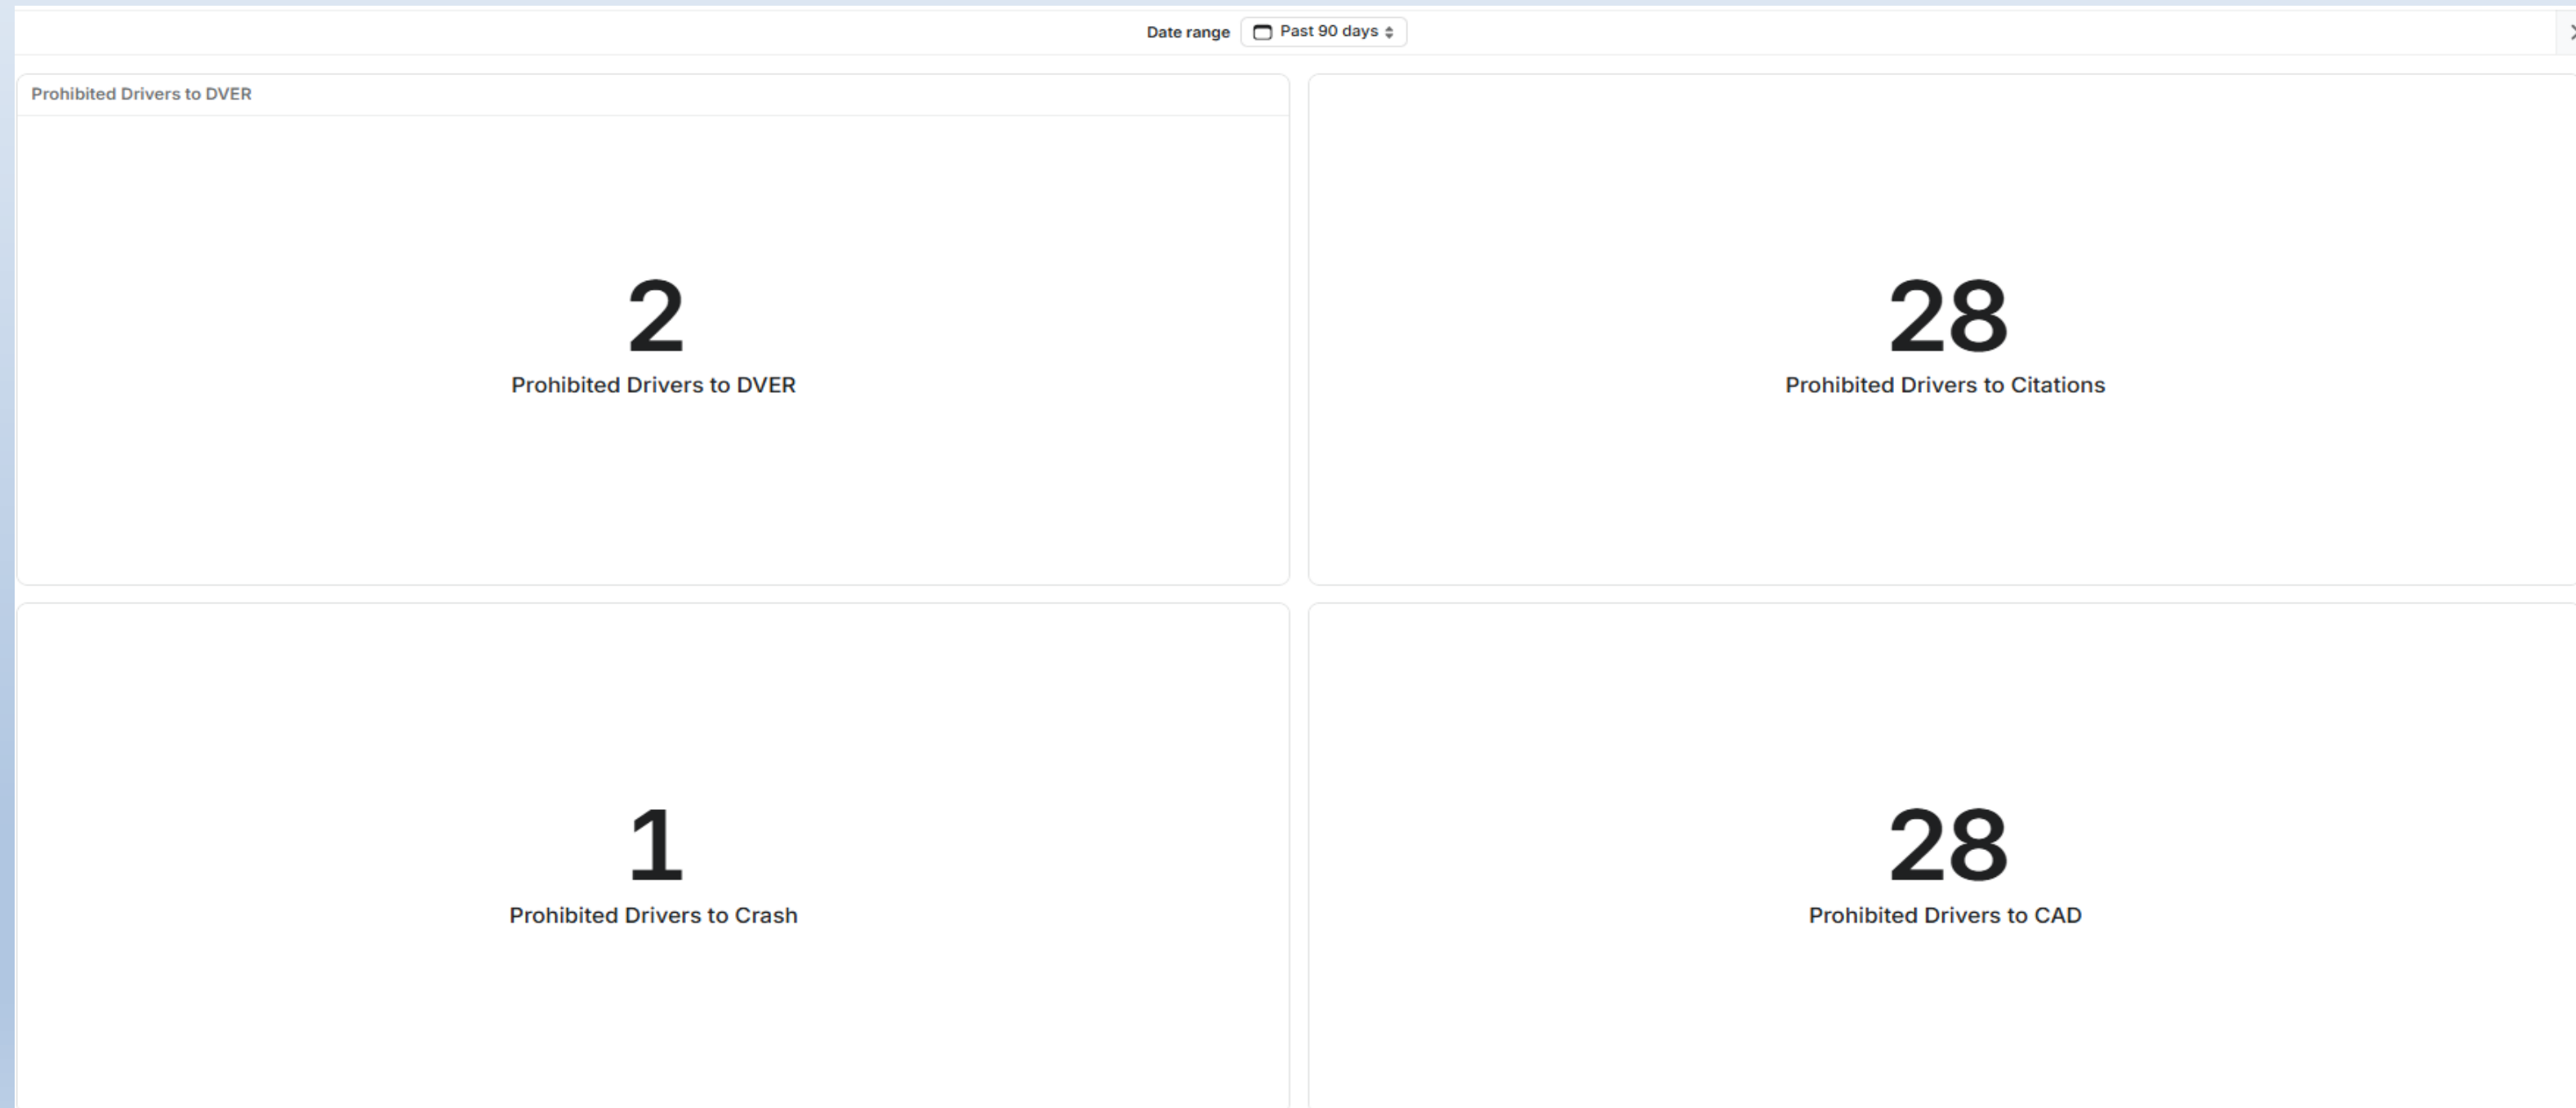 Date range Past 90 days
Prohibited Drivers to DVER
2
Prohibited Drivers to DVER
28
Prohibited Drivers to Citations
1
Prohibited Drivers to Crash
28
Prohibited Drivers to CAD